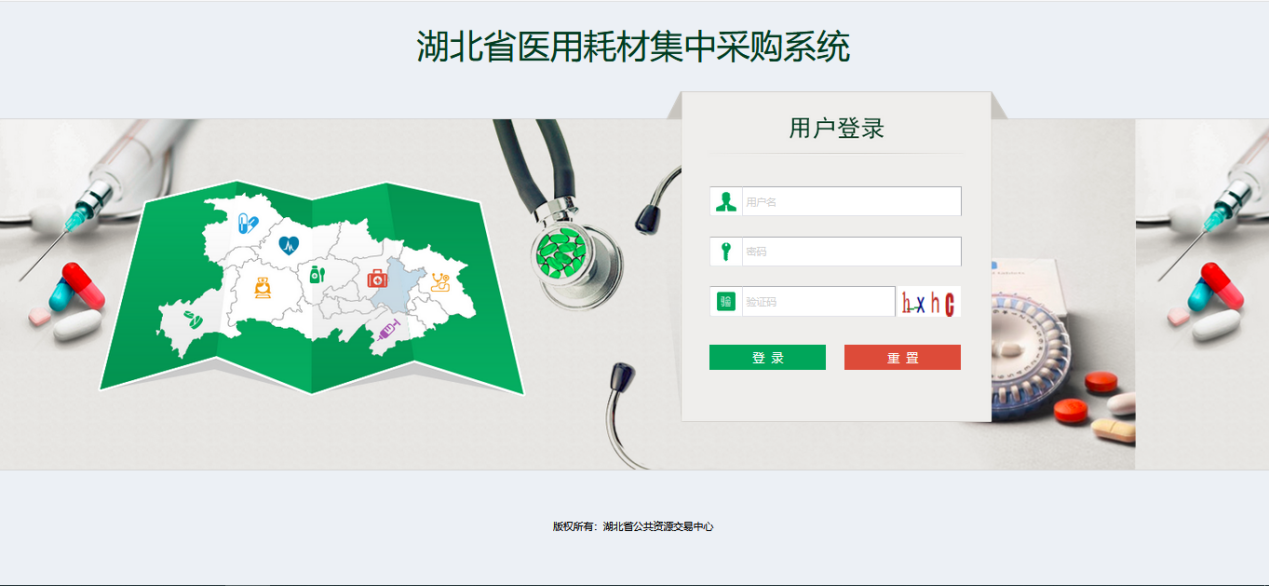 湖北省医用耗材集中采购系统
用户登录
用户名
密码
验证码
hxhC
登 录
重 置
版权所有：湖北省公共资源交易中心